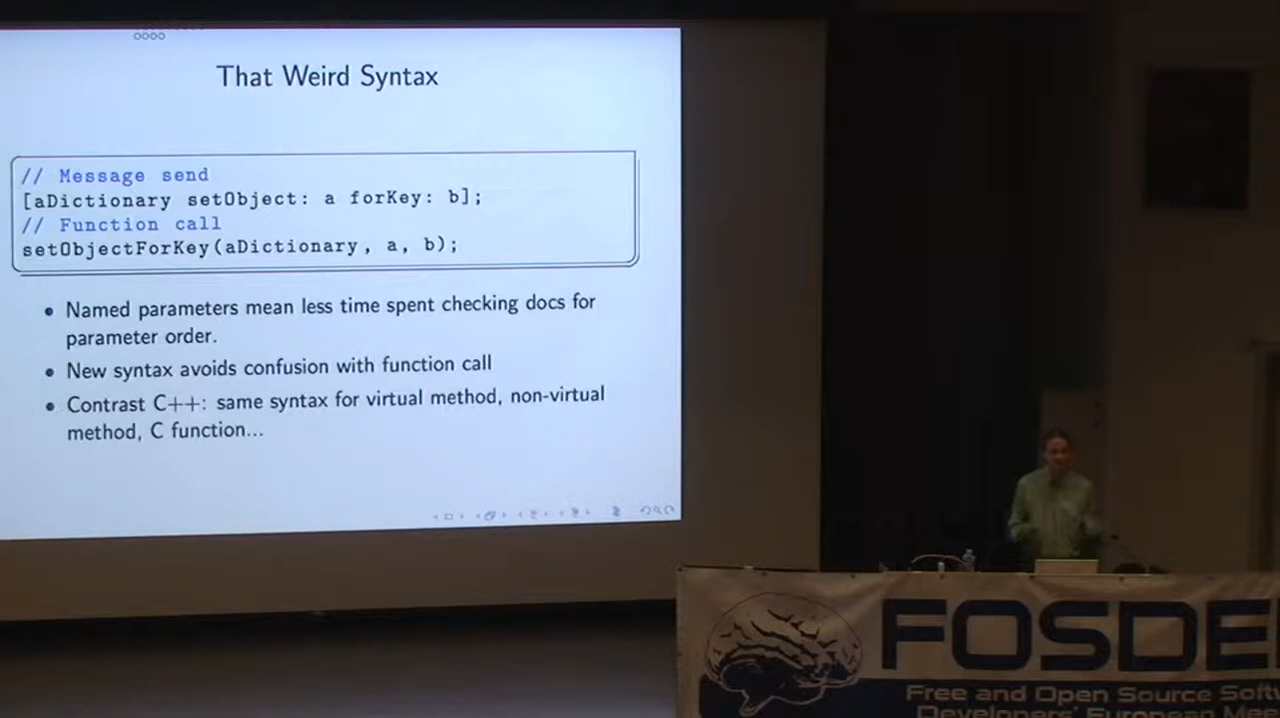 That Weird Syntax
// Message send
[aDictionary setObject: a forKey: b];
// Function call
setObjectForKey(aDictionary, a, b);
• Named parameters mean less time spent checking docs for
parameter order.
• New syntax avoids confusion with function call
• Contrast C++: same syntax for virtual method, non-virtual
method, C function...
FOSDE
Free and Open Source Soft
Developers' European Mee